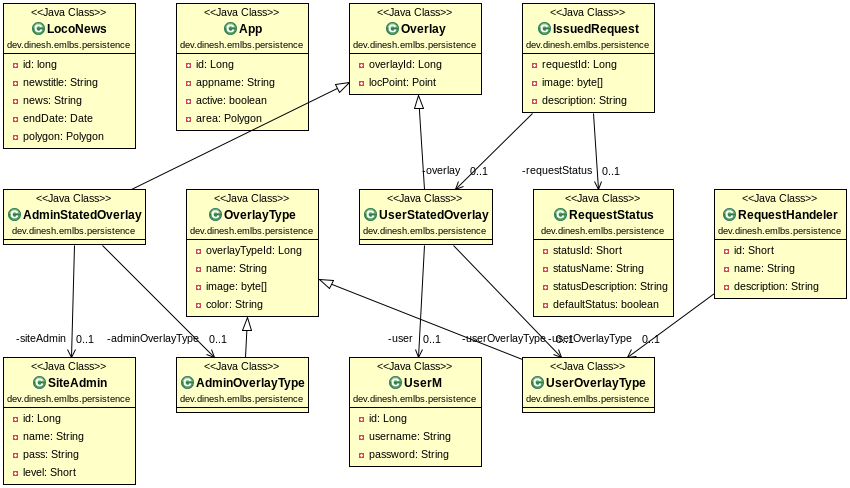 <<Java Class>>
LocoNews
dev.dinesh.emlbs.persistence
id: long
newstitle: String
news: String
endDate: Date
polygon: Polygon
<<Java Class>>
App
dev.dinesh.emlbs.persistence
id: Long
appname: String
active: boolean
area: Polygon
<<Java Class>>
Overlay
dev.dinesh.emlbs.persistence
overlayId: Long
locPoint: Point
<<Java Class>>
IssuedRequest
dev.dinesh.emlbs.persistence
requestId: Long
image: byte[]
description: String
-overlay 0..1
-requestStatus 0..1
<<Java Class>>
AdminStatedOverlay
dev.dinesh.emlbs.persistence
<<Java Class>>
OverlayType
dev.dinesh.emlbs.persistence
overlayTypeId: Long
name: String
image: byte[]
color: String
<<Java Class>>
UserStatedOverlay
dev.dinesh.emlbs.persistence
<<Java Class>>
RequestStatus
dev.dinesh.emlbs.persistence
statusId: Short
statusName: String
statusDescription: String
defaultStatus: boolean
<<Java Class>>
RequestHandeler
dev.dinesh.emlbs.persistence
id: Short
name: String
description: String
-siteAdmin 0..1
-adminOverlayType 0..1
-user 0..1
-userOverlayType 0..1
-userOverlayType 0..1
<<Java Class>>
SiteAdmin
dev.dinesh.emlbs.persistence
id: Long
name: String
pass: String
level: Short
<<Java Class>>
AdminOverlayType
dev.dinesh.emlbs.persistence
<<Java Class>>
UserM
dev.dinesh.emlbs.persistence
id: Long
username: String
password: String
<<Java Class>>
UserOverlayType
dev.dinesh.emlbs.persistence